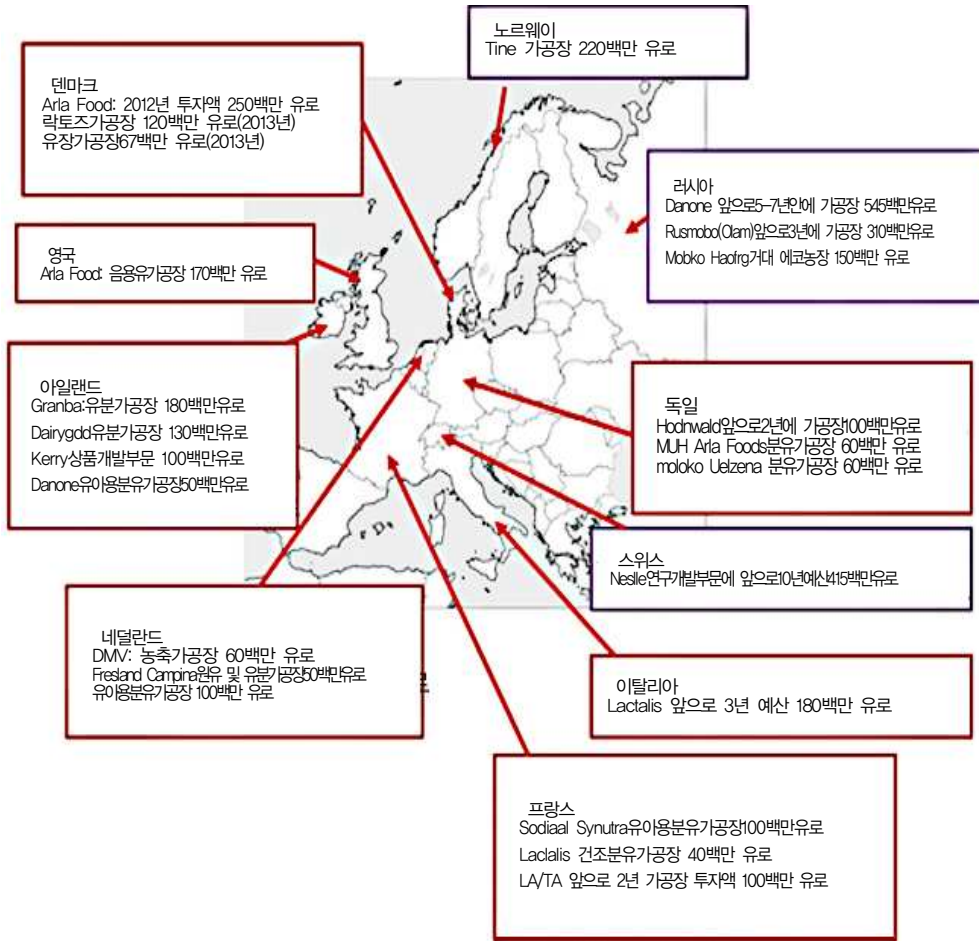 노르웨이
Tine 가공장 220백만 유로
덴마크
Arla Food: 2012년 투자액 250백만 유로
락토즈가공장 120백만 유로(2013년)
유장가공장67백만 유로(2013년)
러시아
Danone 앞으로5–7년안에 가공장 545백만유로
Rusmobo(Olam)앞으로3년에 가공장 310백만유로
Mobko Haofrg거대 에코농장 150백만 유로
영국
Arla Food: 음용유가공장 170백만 유로
아일랜드
Granba:유분가공장 180백만유로
Dairygdd유분가공장 130백만유로
Kerry상품개발부문 100백만유로
Danone유아용분유가공장50백만유로
독일
Hodnwald앞으로2년에 가공장100백만유로
MUH Arla Foods분유가공장 60백만 유로
moloko Uelzena 분유가공장 60백만 유로
스위스
Neslle연구개발부문에 앞으로10년예산415백만유로
네덜란드
DMV: 농축가공장 60백만 유로
Fresland Campina원유 및 유분가공장50백만유로
유아용분유가공장 100백만 유로
이탈리아
Lactalis 앞으로 3년 예산 180백만 유로
프랑스
Sodiaal Synutra유아용분유가공장100백만유로
Laclalis 건조분유가공장 40백만 유로
LA/TA 앞으로 2년 가공장 투자액 100백만 유로